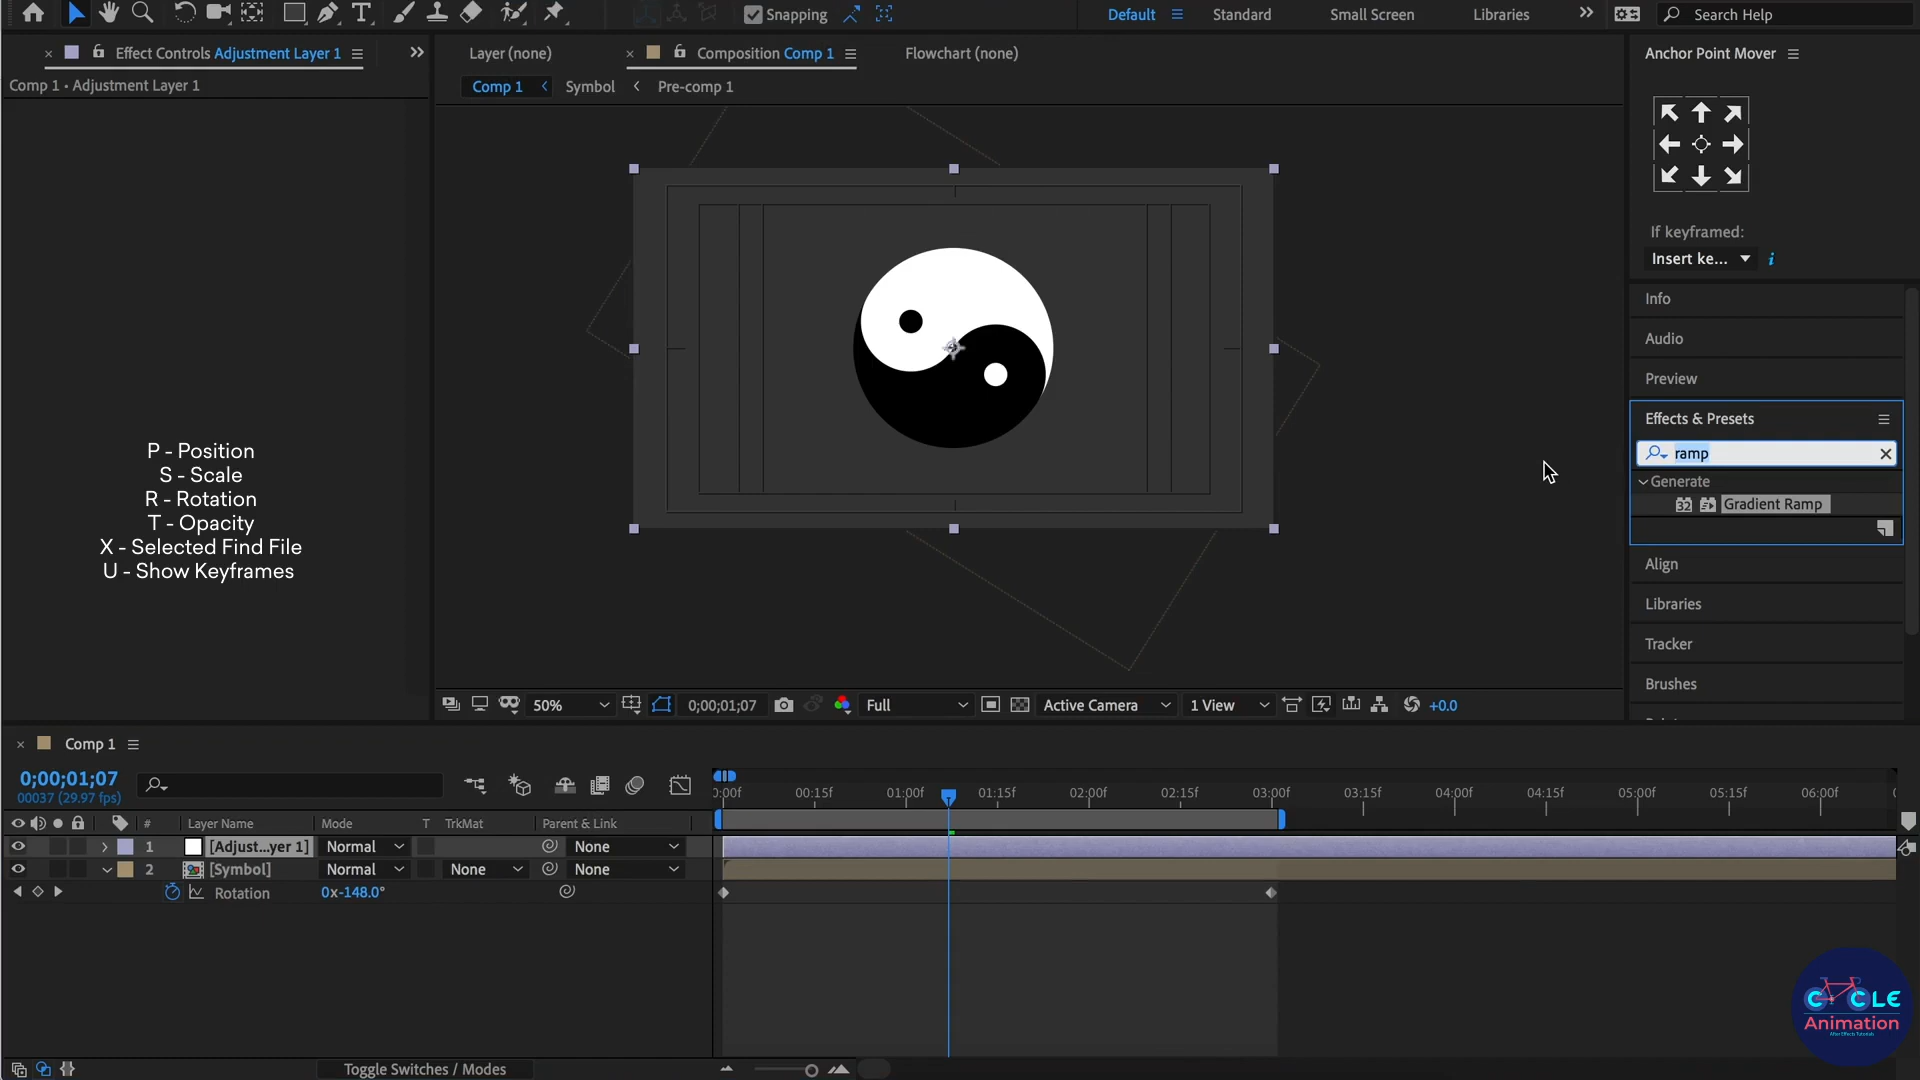 Snapping
Default
Standard
Small Screen
Libraries
Search Help
Effect Controls Adjustment Layer 1
Layer (none)
Composition Comp 1
Flowchart (none)
Anchor Point Mover
Comp 1 • Adjustment Layer 1
Comp 1
Symbol
Pre-comp 1
If keyframed:
Insert ke...
Info
Audio
Preview
Effects & Presets
ramp
Generate
32
Gradient Ramp
Align
Libraries
Tracker
Brushes
P - Position
S - Scale
R - Rotation
T - Opacity
X - Selected Find File
U - Show Keyframes
50%
0;00;01;07
Full
Active Camera
1 View
+0.0
Comp 1
0;00;01;07
00037 (29.97 fps)
:00f
00:15f
01:00f
01:15f
02:00f
02:15f
03:00f
03:15f
04:00f
04:15f
05:00f
05:15f
06:00f
#
Layer Name
Mode
T
TrkMat
Parent & Link
1
[Adjust...yer 1]
Normal
None
2
[Symbol]
Normal
None
None
Rotation
0x-148.0°
Toggle Switches / Modes
CYCLE
Animation
After Effects Tutorials